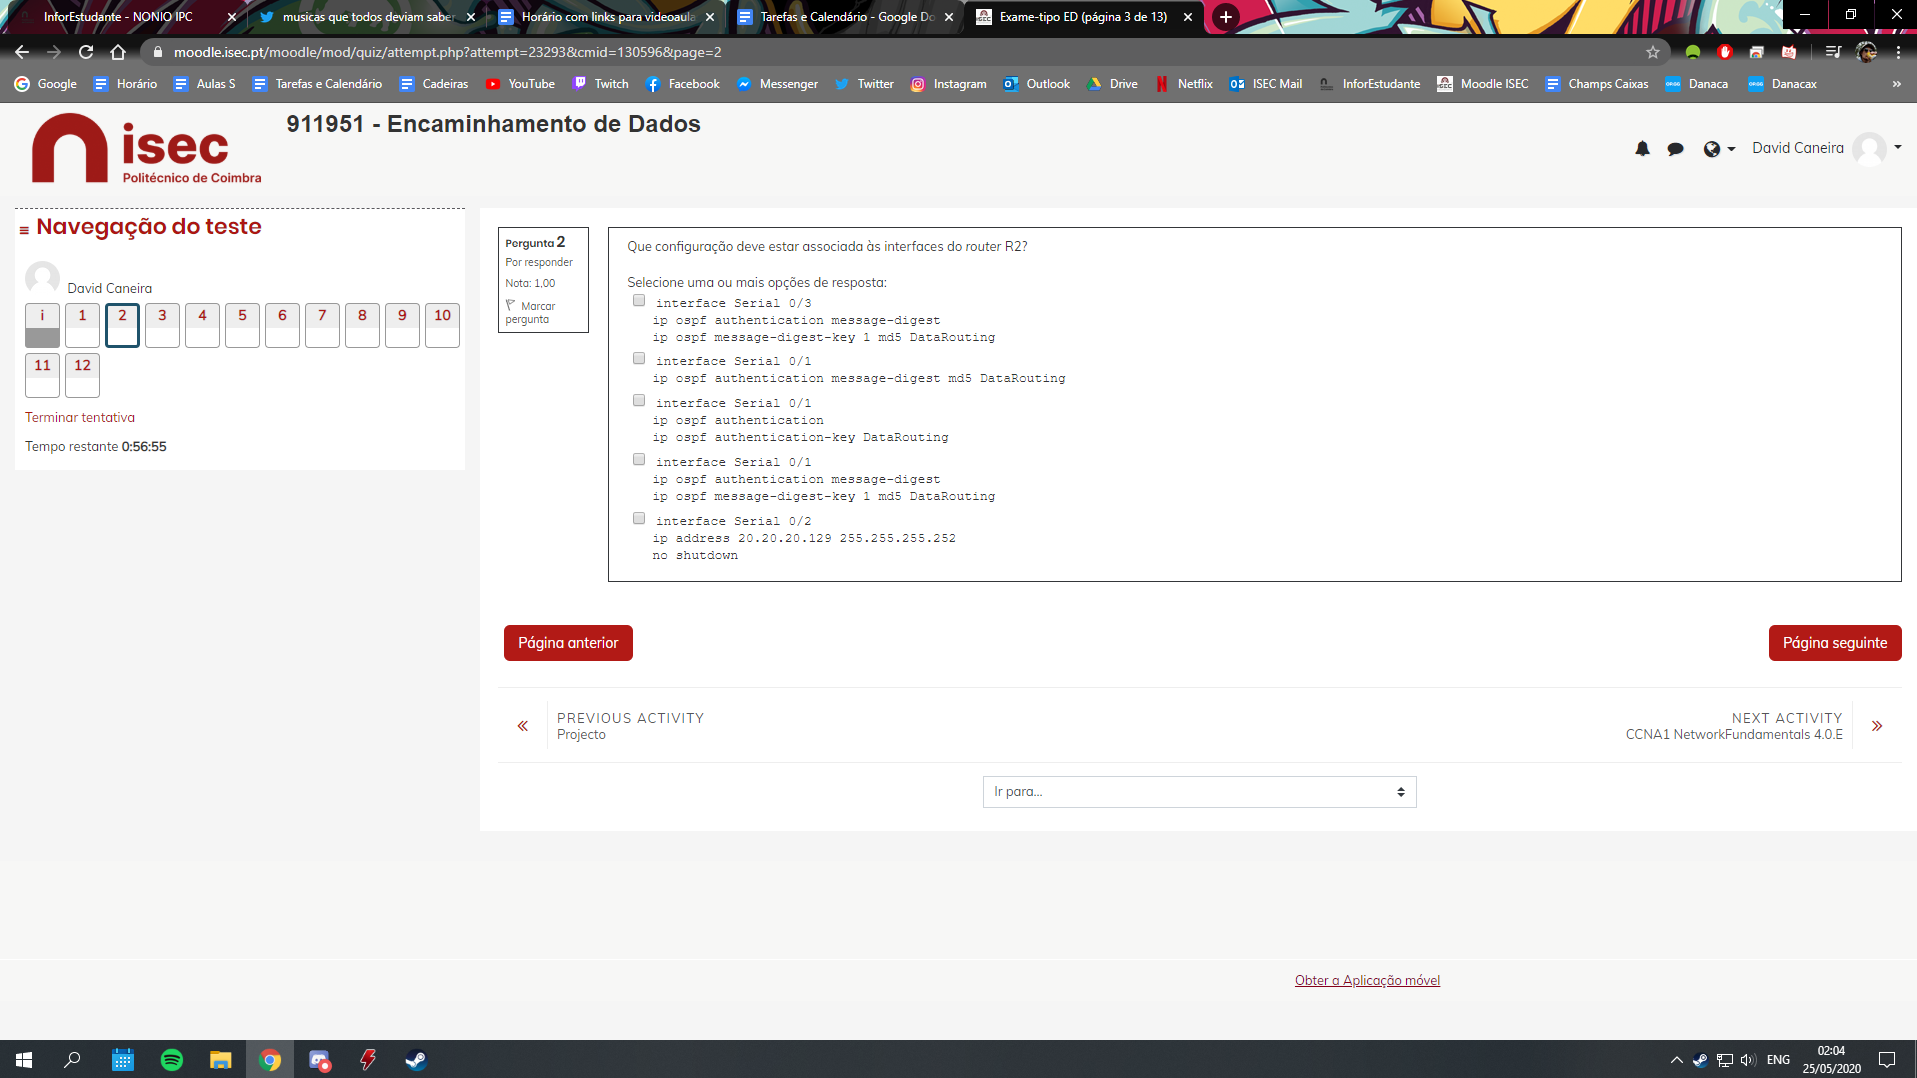 InforEstudante - NONIO IPC
musicas que todos deviam saber
Horário com links para videoaula
Tarefas e Calendário - Google Do
Exame-tipo ED (página 3 de 13)
moodle.isec.pt/moodle/mod/quiz/attempt.php?attempt=23293&cmid=130596&page=2
Google
Horário
Aulas S
Tarefas e Calendário
Cadeiras
YouTube
Twitch
Facebook
Messenger
Twitter
Instagram
Outlook
Drive
Netflix
ISEC Mail
InforEstudante
Moodle ISEC
Champs Caixas
Danaca
Danacax
isec
Politécnico de Coimbra
911951 - Encaminhamento de Dados
David Caneira
Navegação do teste
David Caneira
i 1 2 3 4 5 6 7 8 9 10
11 12
Terminar tentativa
Tempo restante 0:56:55
Pergunta 2
Por responder
Nota: 1,00
Marcar
pergunta
Que configuração deve estar associada às interfaces do router R2?
Selecione uma ou mais opções de resposta:
interface Serial 0/3
ip ospf authentication message-digest
ip ospf message-digest-key 1 md5 DataRouting
interface Serial 0/1
ip ospf authentication message-digest md5 DataRouting
interface Serial 0/1
ip ospf authentication
ip ospf authentication-key DataRouting
interface Serial 0/1
ip ospf authentication message-digest
ip ospf message-digest-key 1 md5 DataRouting
interface Serial 0/2
ip address 20.20.20.129 255.255.255.252
no shutdown
Página anterior
Página seguinte
PREVIOUS ACTIVITY
Projecto
NEXT ACTIVITY
CCNA1 NetworkFundamentals 4.0.E
Ir para...
Obter a Aplicação móvel
ENG
02:04
25/05/2020